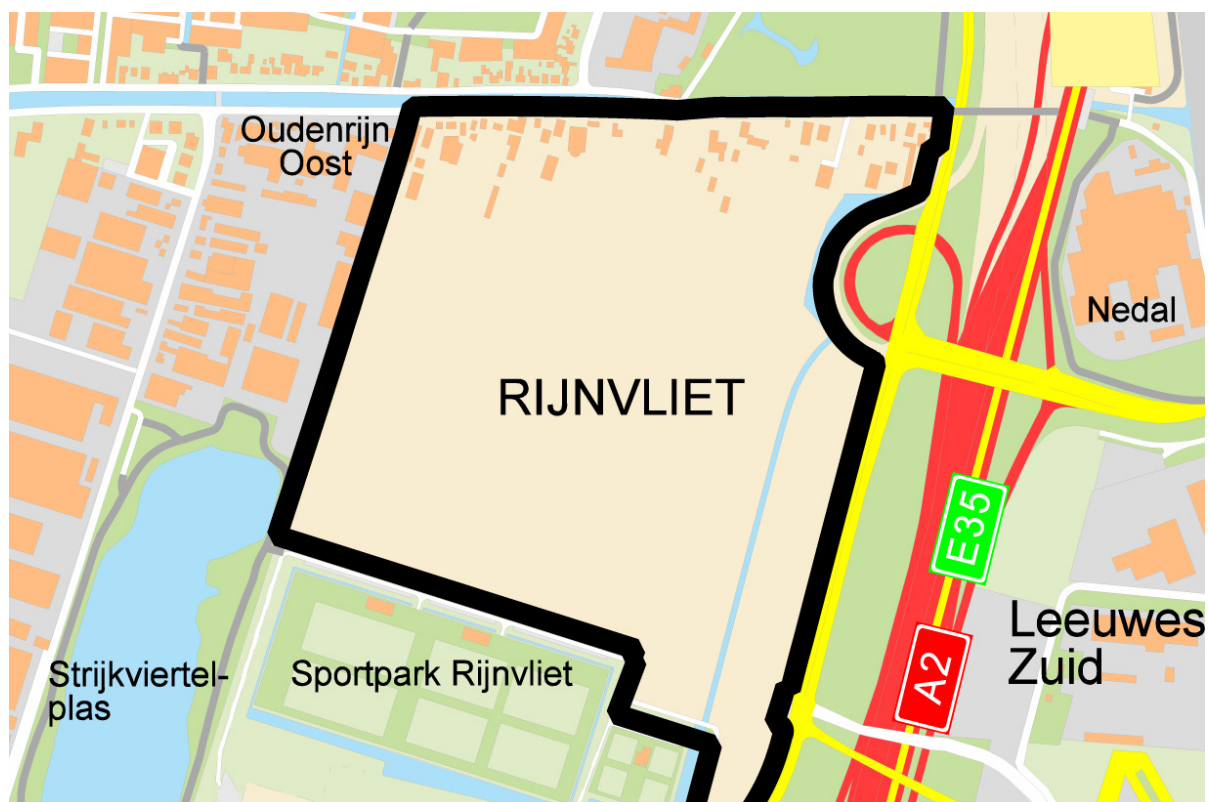 Oudenrijn
Oost
Nedal
RIJNVLIET
E35
Leeuwes
Zuid
A2
Sportpark Rijnvliet
Strijkviertel-
plas